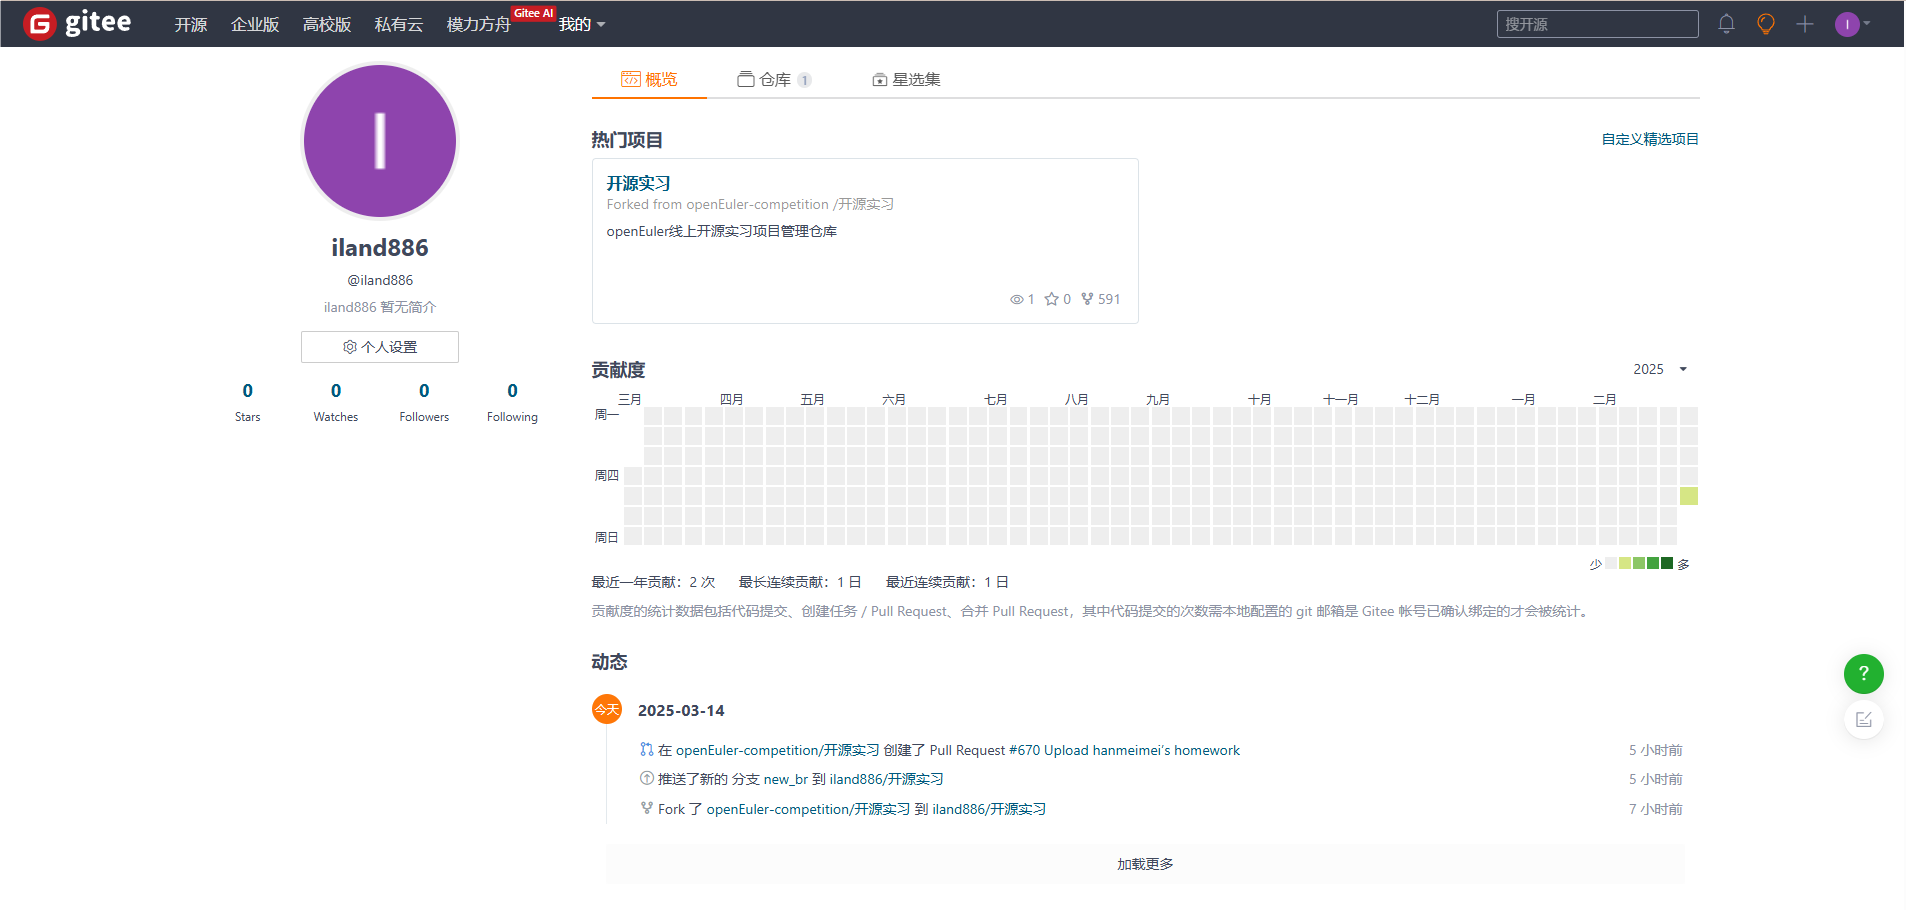 gitee 开源 企业版 高校版 私有云 模力方舟 Gitee AI 我的 搜开源 I
I
iland886
@iland886
iland886 暂无简介
个人设置
0 0 0 0
Stars Watches Followers Following
概览 仓库 1 星选集
热门项目 自定义精选项目
开源实习
Forked from openEuler-competition /开源实习
openEuler线上开源实习项目管理仓库
1 0 591
贡献度 2025
三月 四月 五月 六月 七月 八月 九月 十月 十一月 十二月 一月 二月
周一
周四
周日
少 多
最近一年贡献：2 次 最长连续贡献：1 日 最近连续贡献：1 日
贡献度的统计数据包括代码提交、创建任务 / Pull Request、合并 Pull Request，其中代码提交的次数需本地配置的 git 邮箱是 Gitee 帐号已确认绑定的才会被统计。
动态
今天 2025-03-14
在 openEuler-competition/开源实习 创建了 Pull Request #670 Upload hanmeimei’s homework 5 小时前
推送了新的 分支 new_br 到 iland886/开源实习 5 小时前
Fork 了 openEuler-competition/开源实习 到 iland886/开源实习 7 小时前
加载更多
?